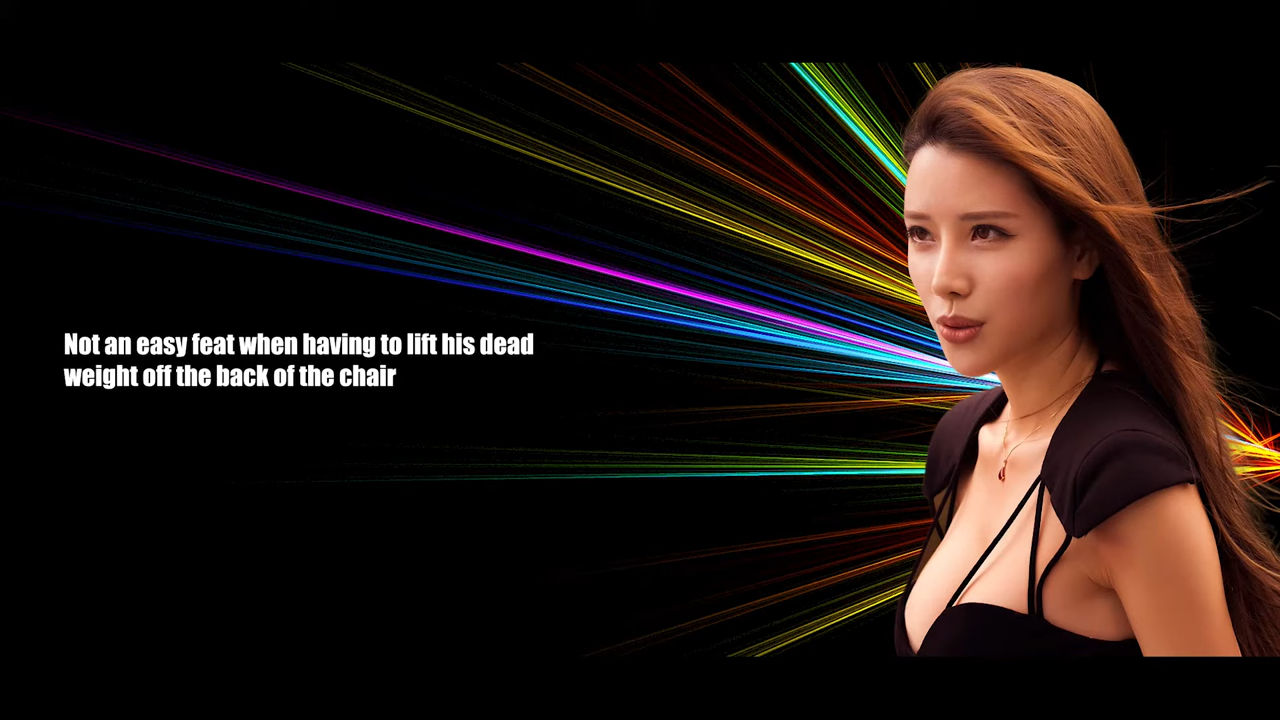 Not an easy feat when having to lift his dead
weight off the back of the chair